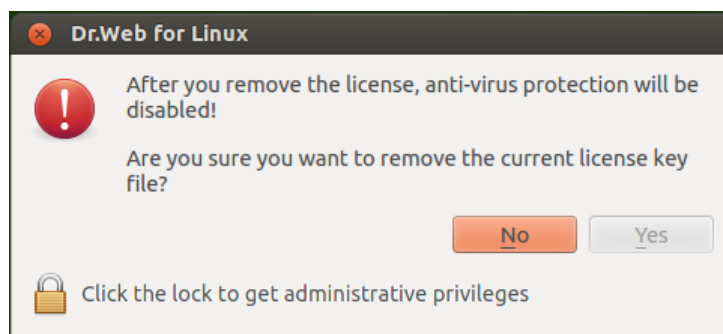 Dr.Web for Linux
After you remove the license, anti-virus protection will be
disabled!
Are you sure you want to remove the current license key
file?
No
Yes
Click the lock to get administrative privileges